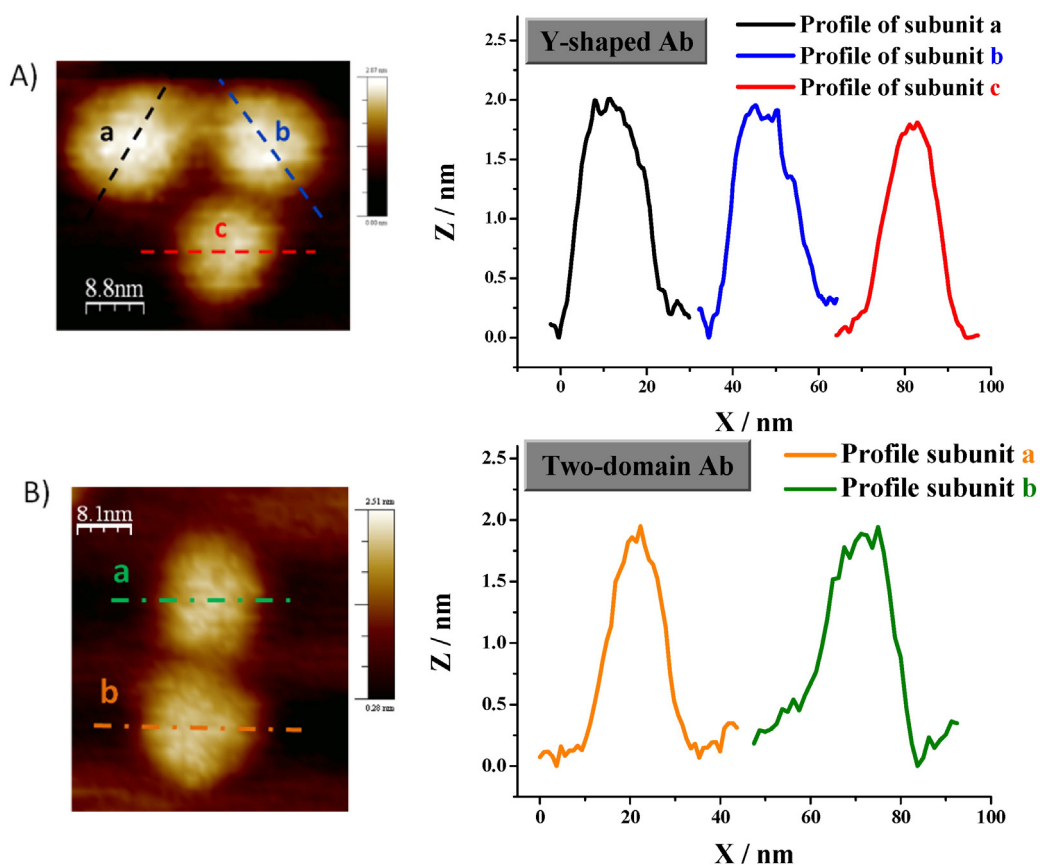 A)
a
b
c
8.8nm
2.87 nm
0.00 nm
Y-shaped Ab
Profile of subunit a
Profile of subunit b
Profile of subunit c
Z / nm
2.5
2.0
1.5
1.0
0.5
0.0
0 20 40 60 80 100
X / nm
B)
8.1nm
a
b
2.51 nm
0.28 nm
Two-domain Ab
Profile subunit a
Profile subunit b
Z / nm
2.5
2.0
1.5
1.0
0.5
0.0
0 20 40 60 80 100
X / nm